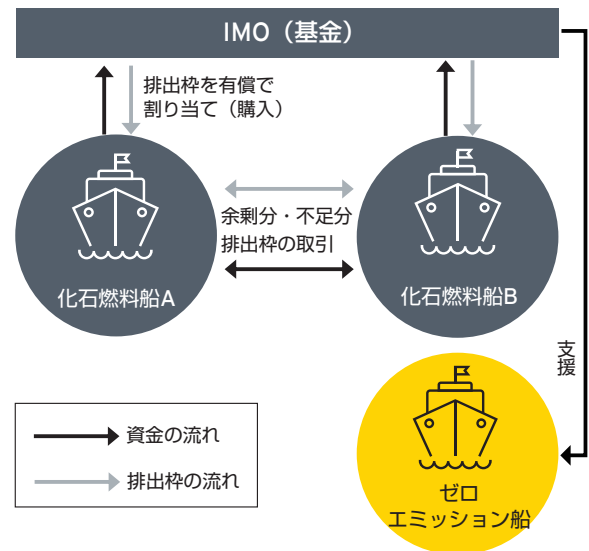 IMO（基金）
排出枠を有償で
割り当て（購入）
余剰分・不足分
排出枠の取引
化石燃料船A
化石燃料船B
支援
資金の流れ
排出枠の流れ
ゼロ
エミッション船